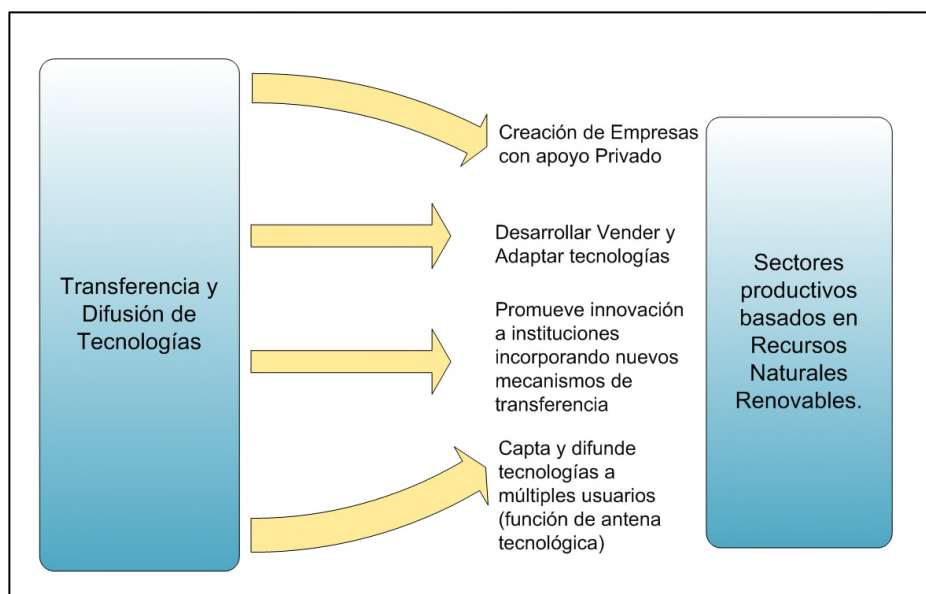 Transferencia y
Difusión de
Tecnologías
Creación de Empresas
con apoyo Privado
Desarrollar Vender y
Adaptar tecnologías
Promueve innovación
a instituciones
incorporando nuevos
mecanismos de
transferencia
Capta y difunde
tecnologías a
múltiples usuarios
(función de antena
tecnológica)
Sectores
productivos
basados en
Recursos
Naturales
Renovables.